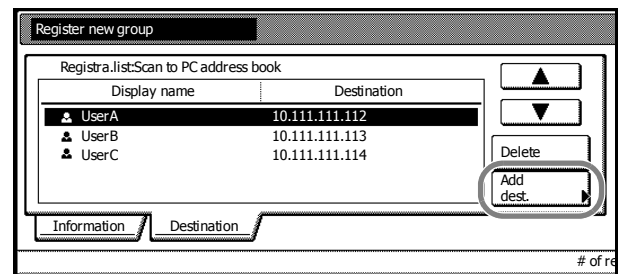 Register new group
Registra.list:Scan to PC address book
Display name Destination
UserA 10.111.111.112
UserB 10.111.111.113
UserC 10.111.111.114
Delete
Add
dest.
Information Destination
# of